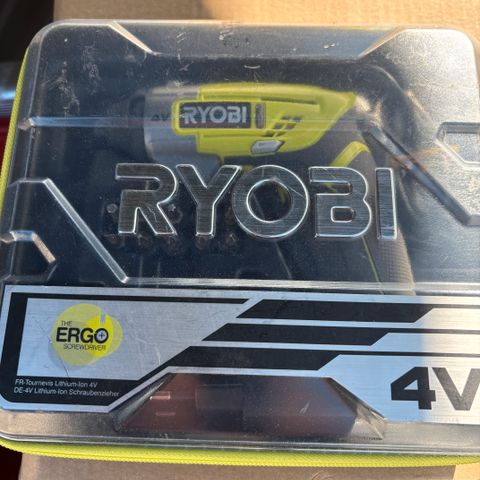 4V RYOBI
RYOBI
THE
ERGO
SCREWDRIVER
FR-Tournevis Lithium-Ion 4V
DE-4V Lithium-Ion Schraubenzieher
4V